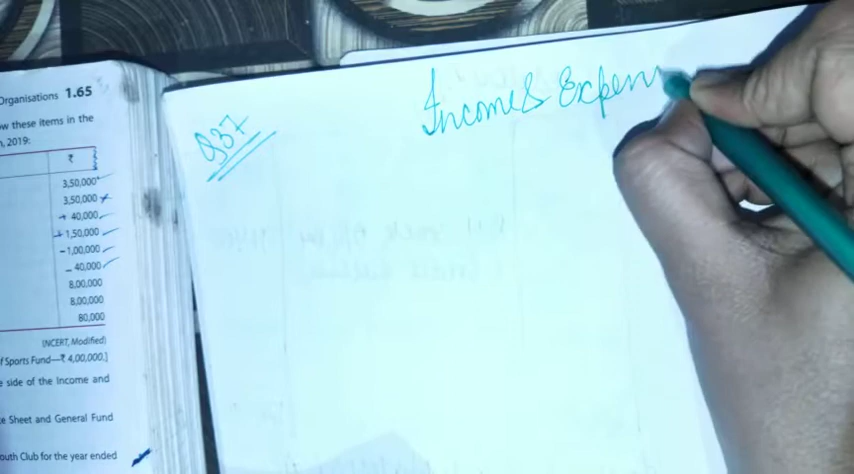 Organisations 1.65
w these items in the
, 2019:
₹
3,50,000
3,50,000
+ 40,000
+ 1,50,000
- 1,00,000
- 40,000
8,00,000
8,00,000
80,000
(NCERT, Modified)
f Sports Fund—₹ 4,00,000.]
e side of the Income and
e Sheet and General Fund
outh Club for the year ended
Q37
Income & Expen